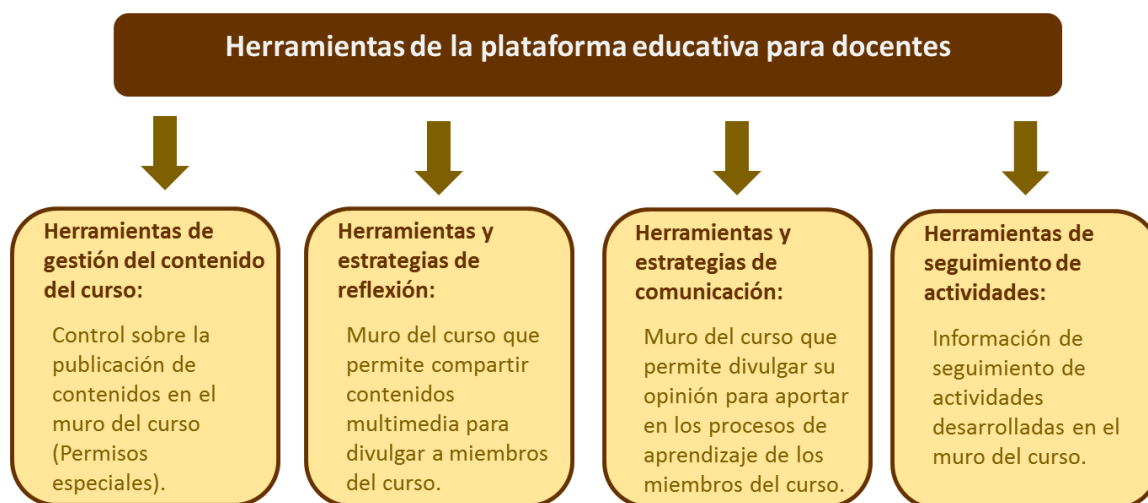 Herramientas de la plataforma educativa para docentes
Herramientas de
gestión del contenido
del curso:
Control sobre la
publicación de
contenidos en el
muro del curso
(Permisos
especiales).
Herramientas y
estrategias de
reflexión:
Muro del curso que
permite compartir
contenidos
multimedia para
divulgar a miembros
del curso.
Herramientas y
estrategias de
comunicación:
Muro del curso que
permite divulgar su
opinión para aportar
en los procesos de
aprendizaje de los
miembros del curso.
Herramientas de
seguimiento de
actividades:
Información de
seguimiento de
actividades
desarrolladas en el
muro del curso.